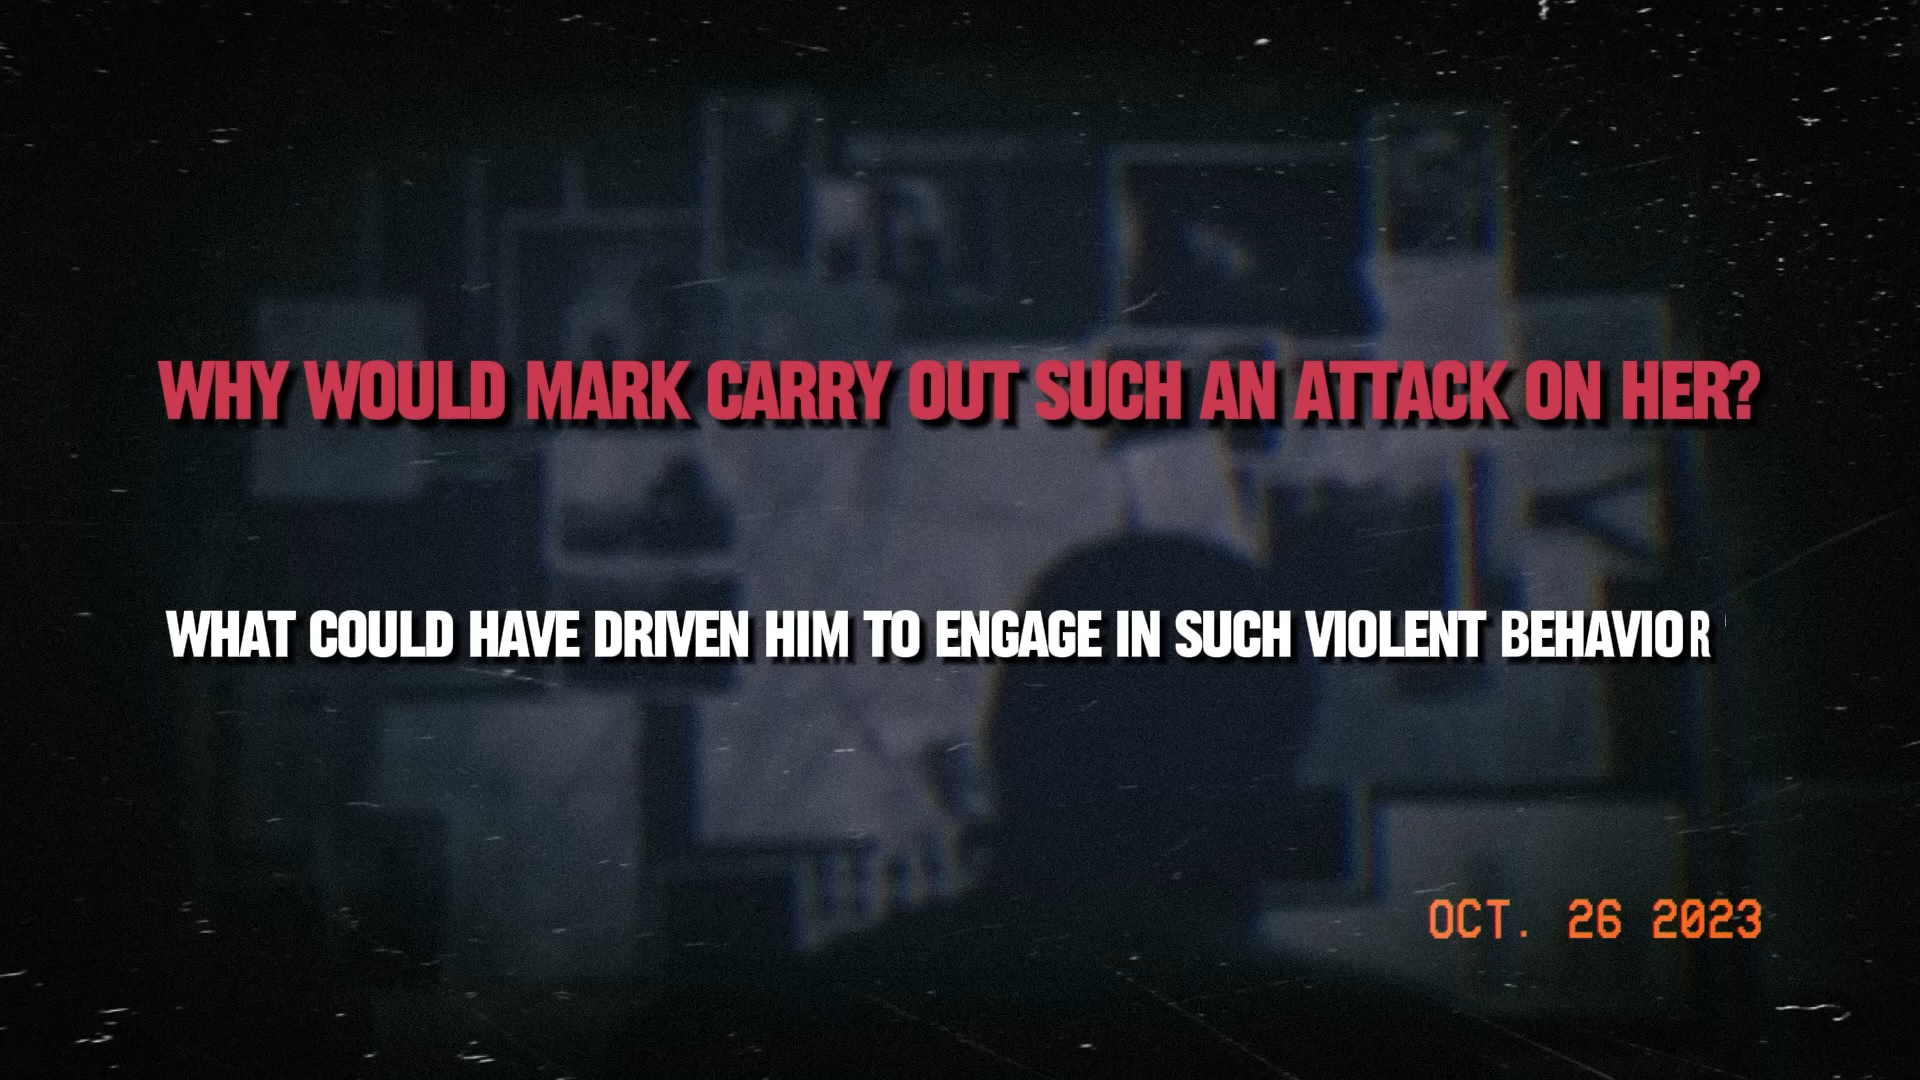 WHY WOULD MARK CARRY OUT SUCH AN ATTACK ON HER?
WHAT COULD HAVE DRIVEN HIM TO ENGAGE IN SUCH VIOLENT BEHAVIOR
OCT. 26 2023